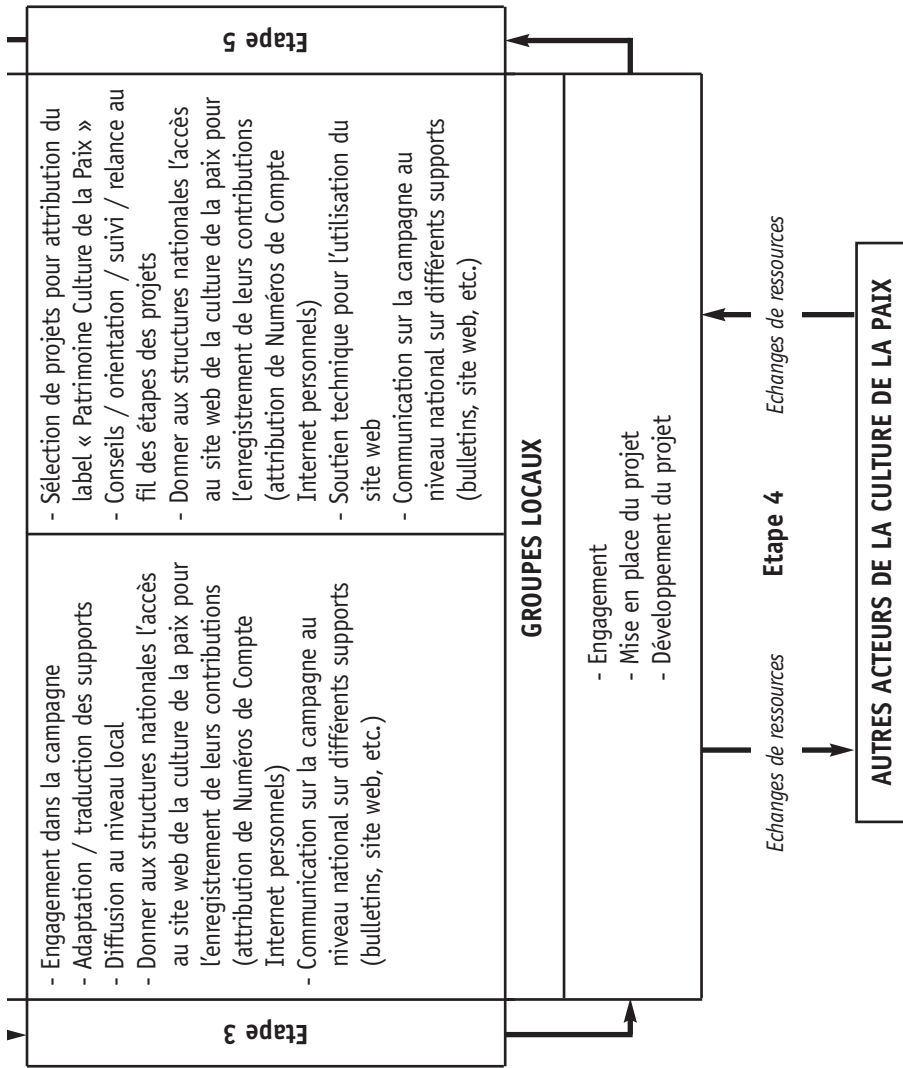 Etape 3
- Engagement dans la campagne
- Adaptation / traduction des supports
- Diffusion au niveau local
- Donner aux structures nationales l'accès
au site web de la culture de la paix pour
l'enregistrement de leurs contributions
(attribution de Numéros de Compte
Internet personnels)
- Communication sur la campagne au
niveau national sur différents supports
(bulletins, site web, etc.)
- Sélection de projets pour attribution du
label « Patrimoine Culture de la Paix »
- Conseils / orientation / suivi / relance au
fil des étapes des projets
- Donner aux structures nationales l'accès
au site web de la culture de la paix pour
l'enregistrement de leurs contributions
(attribution de Numéros de Compte
Internet personnels)
- Soutien technique pour l'utilisation du
site web
- Communication sur la campagne au
niveau national sur différents supports
(bulletins, site web, etc.)
Etape 5
GROUPES LOCAUX
- Engagement
- Mise en place du projet
- Développement du projet
Echanges de ressources
Etape 4
Echanges de ressources
AUTRES ACTEURS DE LA CULTURE DE LA PAIX